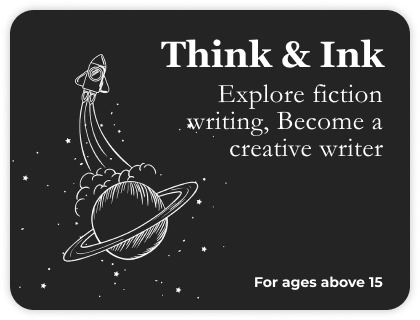 Think & Ink
Explore fiction
writing, Become a
creative writer
For ages above 15